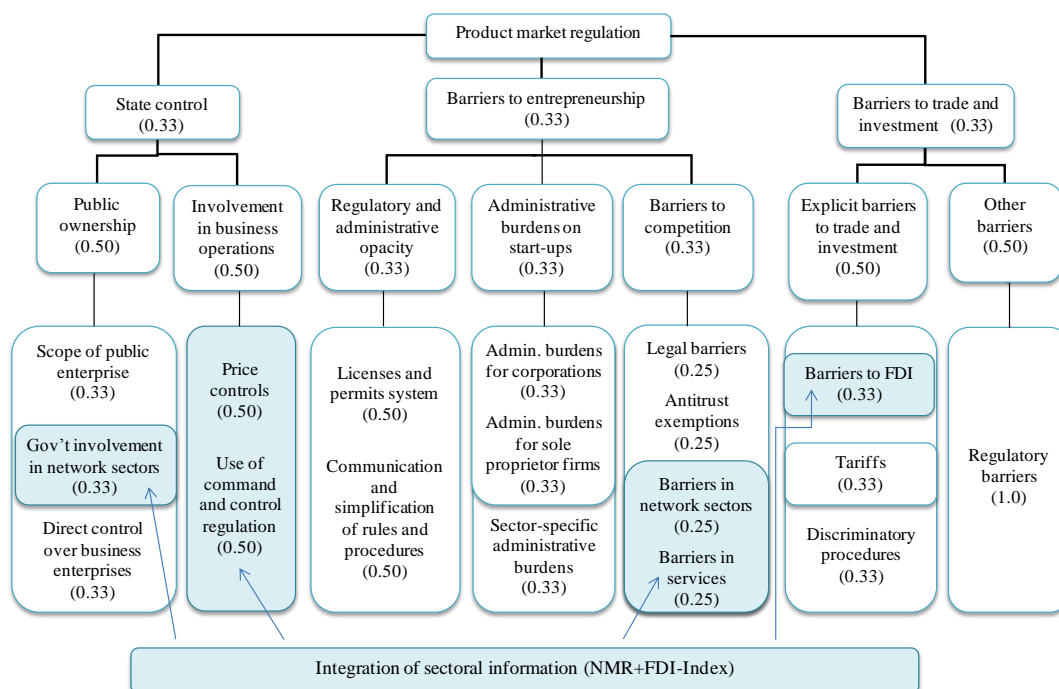 Product market regulation
State control
(0.33)
Barriers to entrepreneurship
(0.33)
Barriers to trade and
investment (0.33)
Public
ownership
(0.50)
Involvement
in business
operations
(0.50)
Regulatory and
administrative
opacity
(0.33)
Administrative
burdens on
start-ups
(0.33)
Barriers to
competition
(0.33)
Explicit barriers
to trade and
investment
(0.50)
Other
barriers
(0.50)
Scope of public
enterprise
(0.33)
Gov't involvement
in network sectors
(0.33)
Direct control
over business
enterprises
(0.33)
Price
controls
(0.50)
Use of
command
and control
regulation
(0.50)
Licenses and
permits system
(0.50)
Communication
and
simplification
of rules and
procedures
(0.50)
Admin. burdens
for corporations
(0.33)
Admin. burdens
for sole
proprietor firms
(0.33)
Sector-specific
administrative
burdens
(0.33)
Legal barriers
(0.25)
Antitrust
exemptions
(0.25)
Barriers in
network sectors
(0.25)
Barriers in
services
(0.25)
Barriers to FDI
(0.33)
Tariffs
(0.33)
Discriminatory
procedures
(0.33)
Regulatory
barriers
(1.0)
Integration of sectoral information (NMR+FDI-Index)